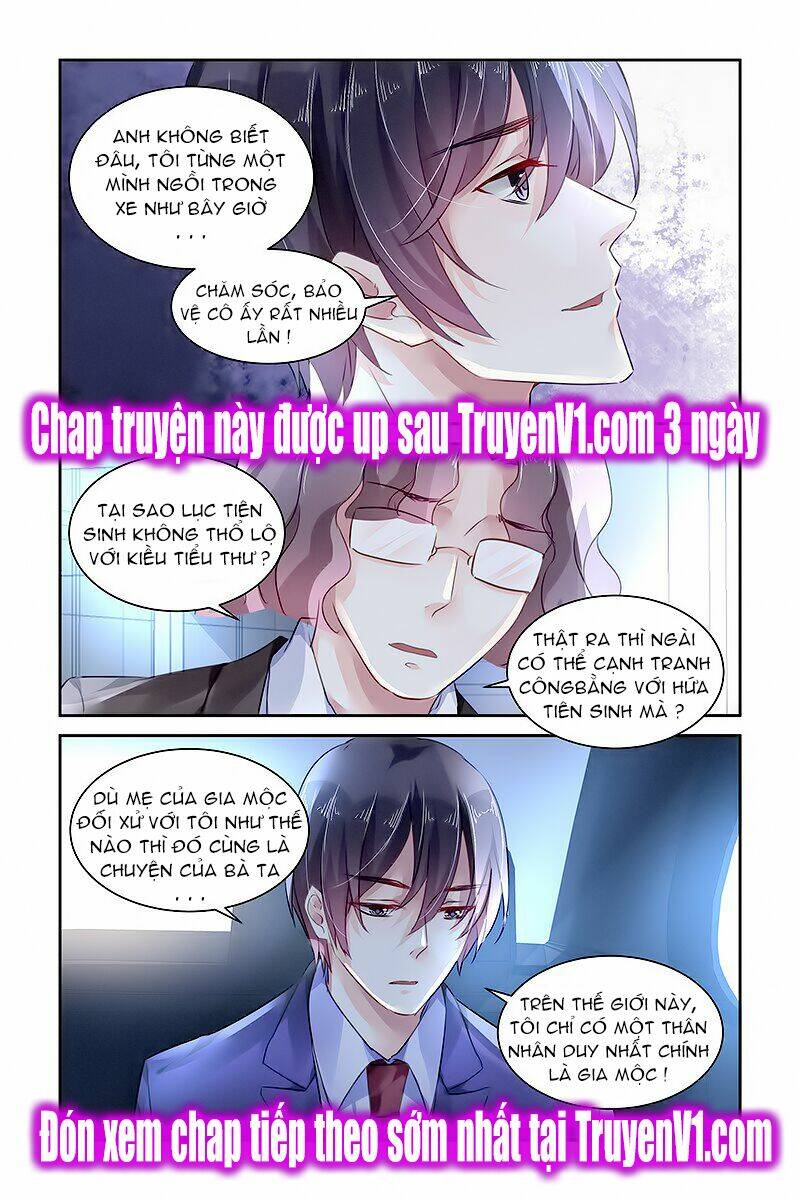 ANH KHÔNG BIẾT
ĐÂU, TÔI TỪNG MỘT
MÌNH NGỒI TRONG
XE NHƯ BÂY GIỜ
. . .
CHĂM SÓC, BẢO
VỆ CÔ ẤY RẤT NHIỀU
LẦN !
Chap truyện này được up sau TruyenV1.com 3 ngày
TẠI SAO LỤC TIÊN
SINH KHÔNG THỔ LỘ
VỚI KIỀU TIỂU THƯ ?
THẬT RA THÌ NGÀI
CÓ THỂ CẠNH TRANH
CÔNGBẰNG VỚI HỨA
TIÊN SINH MÀ ?
DÙ MẸ CỦA GIA MỘC
ĐỐI XỬ VỚI TÔI NHƯ THẾ
NÀO THÌ ĐÓ CÙNG LÀ
CHUYỆN CỦA BÀ TA
. . .
TRÊN THẾ GIỚI NÀY,
TÔI CHỈ CÓ MỘT THÂN
NHÂN DUY NHẤT CHÍNH
LÀ GIA MỘC !
Đón xem chap tiếp theo sớm nhất tại TruyenV1.com